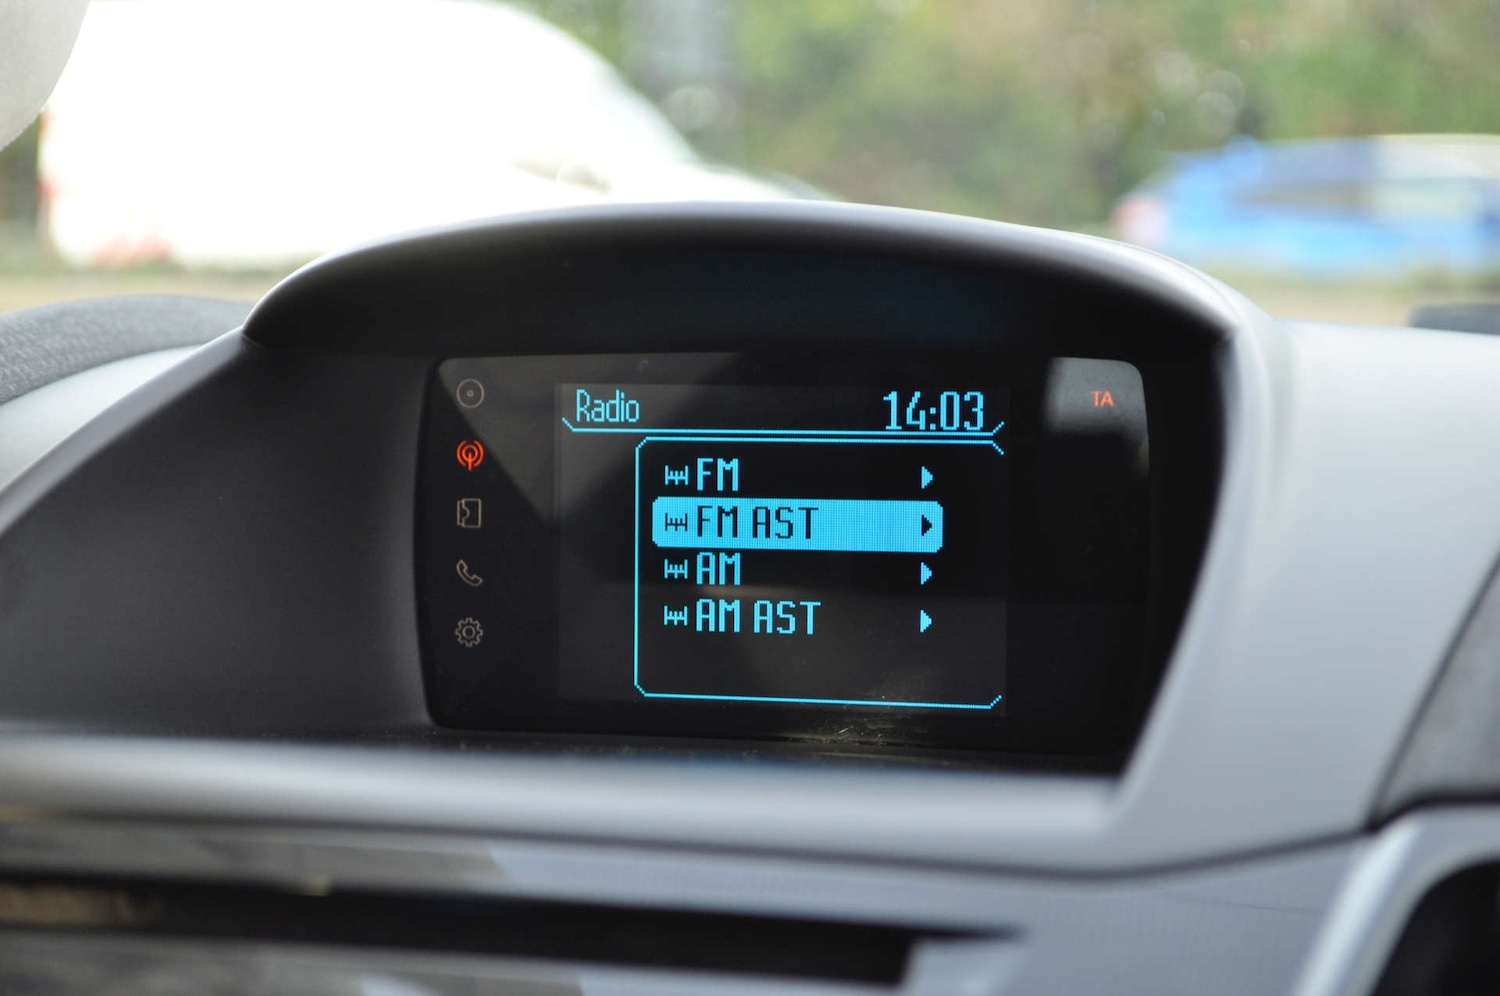 Radio 14:03
TA
FM
FM AST
AM
AM AST